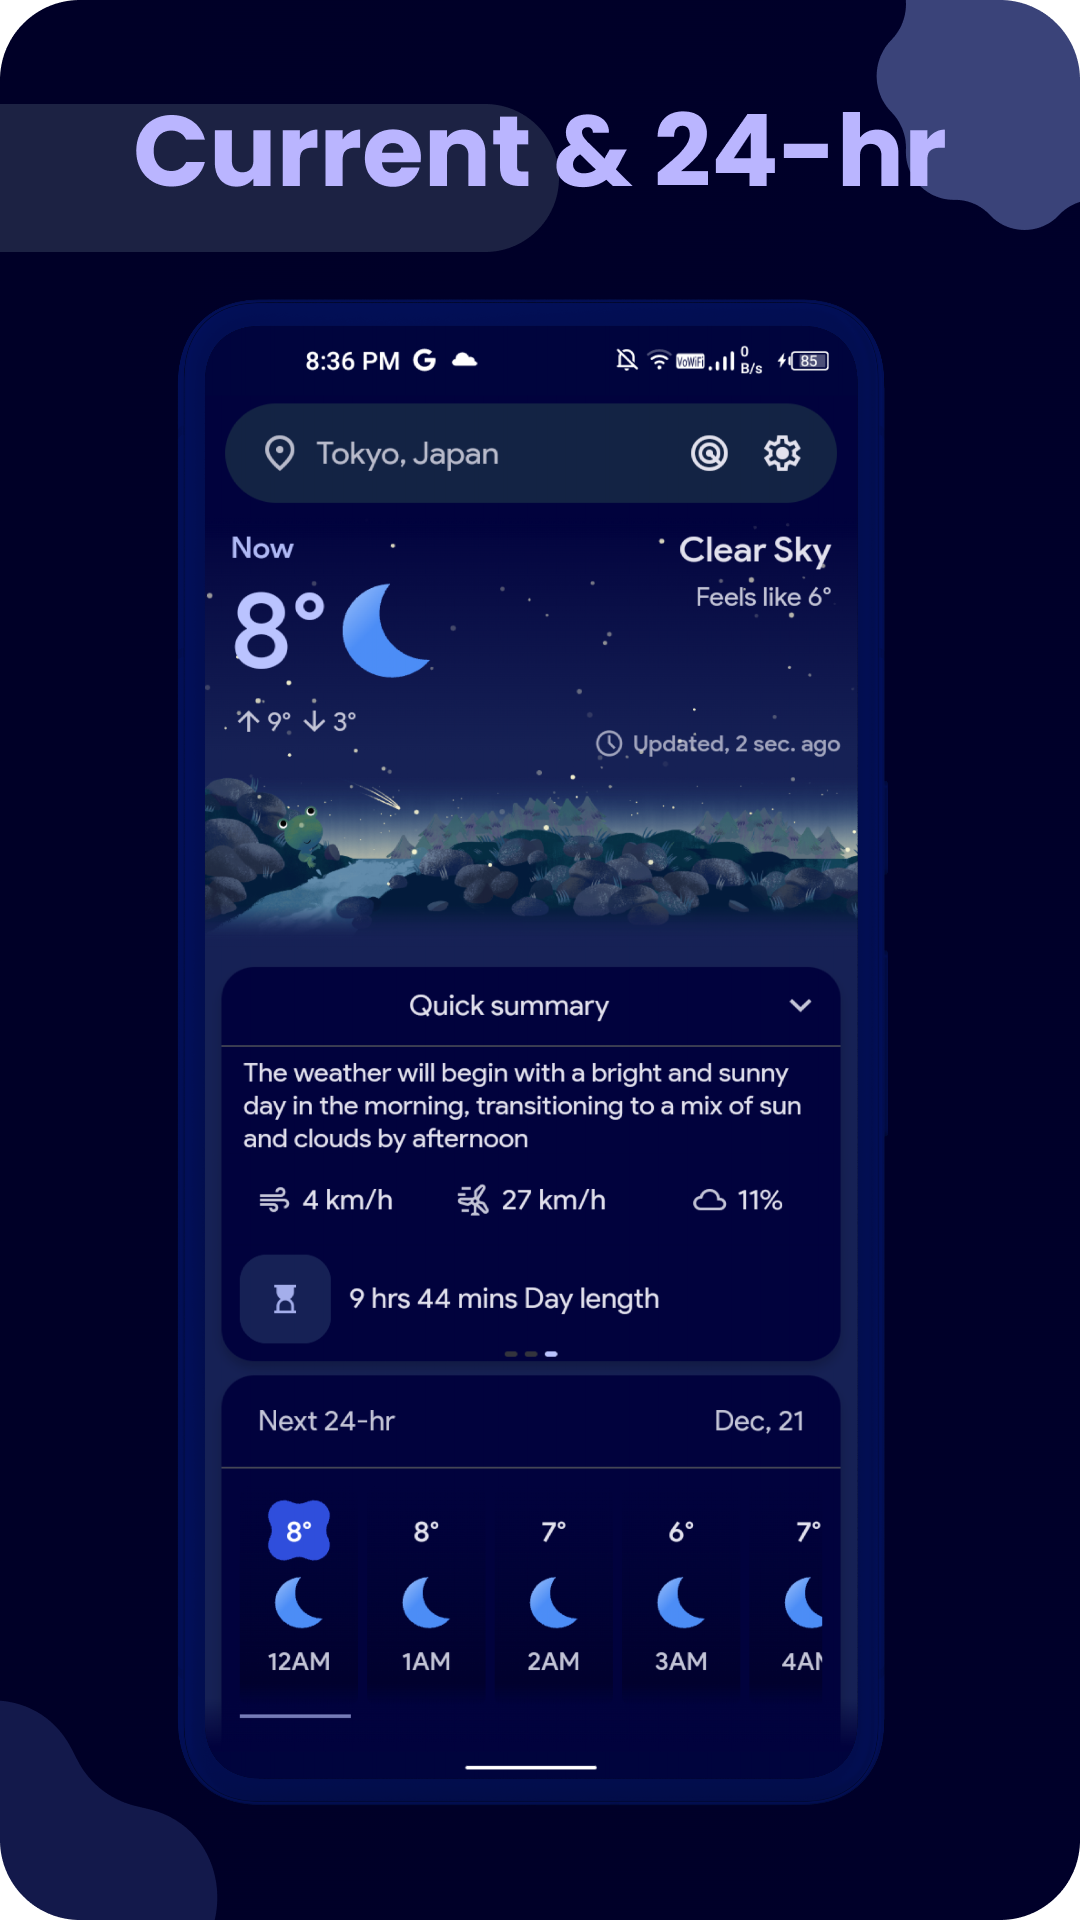 Current & 24-hr
8:36 PM G
VoWiFi 0 B/s 85
Tokyo, Japan
Now
Clear Sky
8°
Feels like 6°
↑ 9° ↓ 3°
Updated, 2 sec. ago
Quick summary
The weather will begin with a bright and sunny
day in the morning, transitioning to a mix of sun
and clouds by afternoon
4 km/h 27 km/h 11%
9 hrs 44 mins Day length
Next 24-hr Dec, 21
8° 8° 7° 6° 7°
12AM 1AM 2AM 3AM 4AM